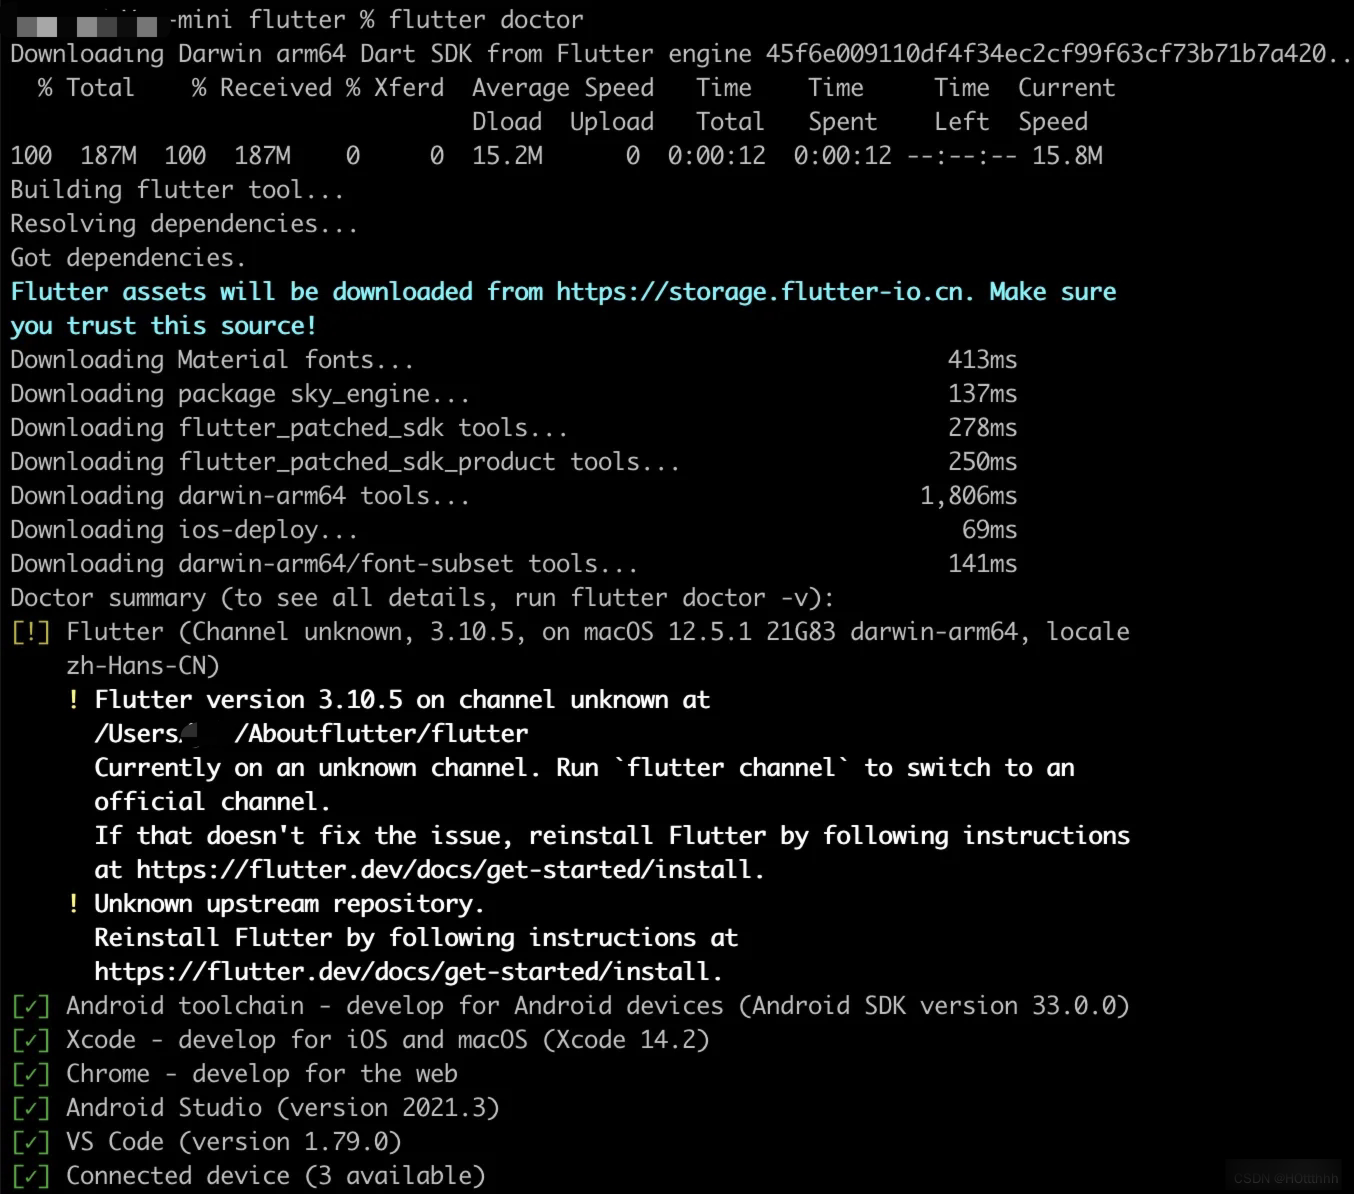 -mini flutter % flutter doctor
Downloading Darwin arm64 Dart SDK from Flutter engine 45f6e009110df4f34ec2cf99f63cf73b71b7a420..
% Total % Received % Xferd Average Speed Time Time Time Current
Dload Upload Total Spent Left Speed
100 187M 100 187M 0 0 15.2M 0 0:00:12 0:00:12 --:--:-- 15.8M
Building flutter tool...
Resolving dependencies...
Got dependencies.
Flutter assets will be downloaded from https://storage.flutter-io.cn. Make sure
you trust this source!
Downloading Material fonts... 413ms
Downloading package sky_engine... 137ms
Downloading flutter_patched_sdk tools... 278ms
Downloading flutter_patched_sdk_product tools... 250ms
Downloading darwin-arm64 tools... 1,806ms
Downloading ios-deploy... 69ms
Downloading darwin-arm64/font-subset tools... 141ms
Doctor summary (to see all details, run flutter doctor -v):
[!] Flutter (Channel unknown, 3.10.5, on macOS 12.5.1 21G83 darwin-arm64, locale
zh-Hans-CN)
! Flutter version 3.10.5 on channel unknown at
/Users/ /Aboutflutter/flutter
Currently on an unknown channel. Run `flutter channel` to switch to an
official channel.
If that doesn't fix the issue, reinstall Flutter by following instructions
at https://flutter.dev/docs/get-started/install.
! Unknown upstream repository.
Reinstall Flutter by following instructions at
https://flutter.dev/docs/get-started/install.
[✓] Android toolchain - develop for Android devices (Android SDK version 33.0.0)
[✓] Xcode - develop for iOS and macOS (Xcode 14.2)
[✓] Chrome - develop for the web
[✓] Android Studio (version 2021.3)
[✓] VS Code (version 1.79.0)
[✓] Connected device (3 available)
CSDN